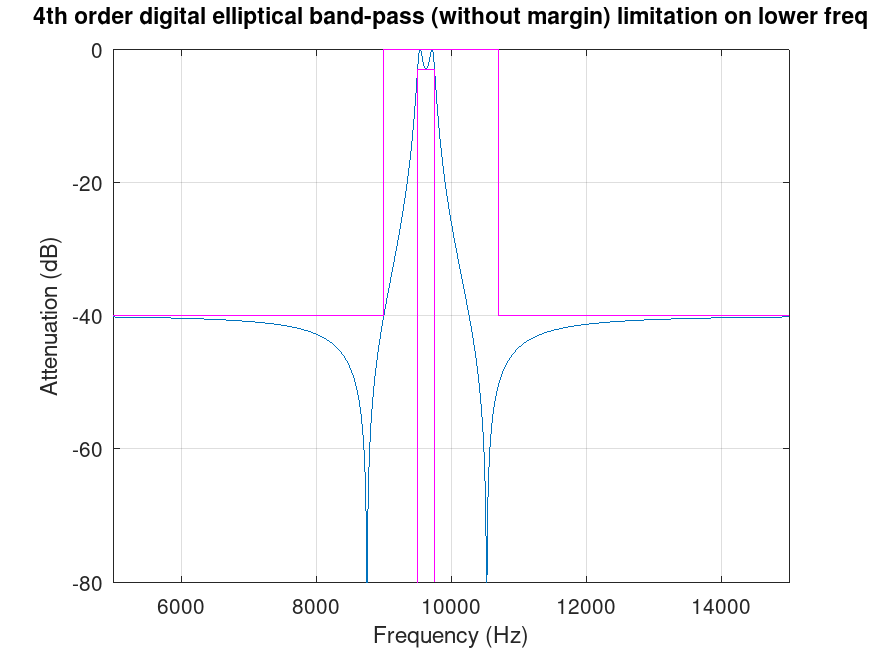 4th order digital elliptical band-pass (without margin) limitation on lower freq
0
-20
-40
-60
-80
Attenuation (dB)
6000 8000 10000 12000 14000
Frequency (Hz)